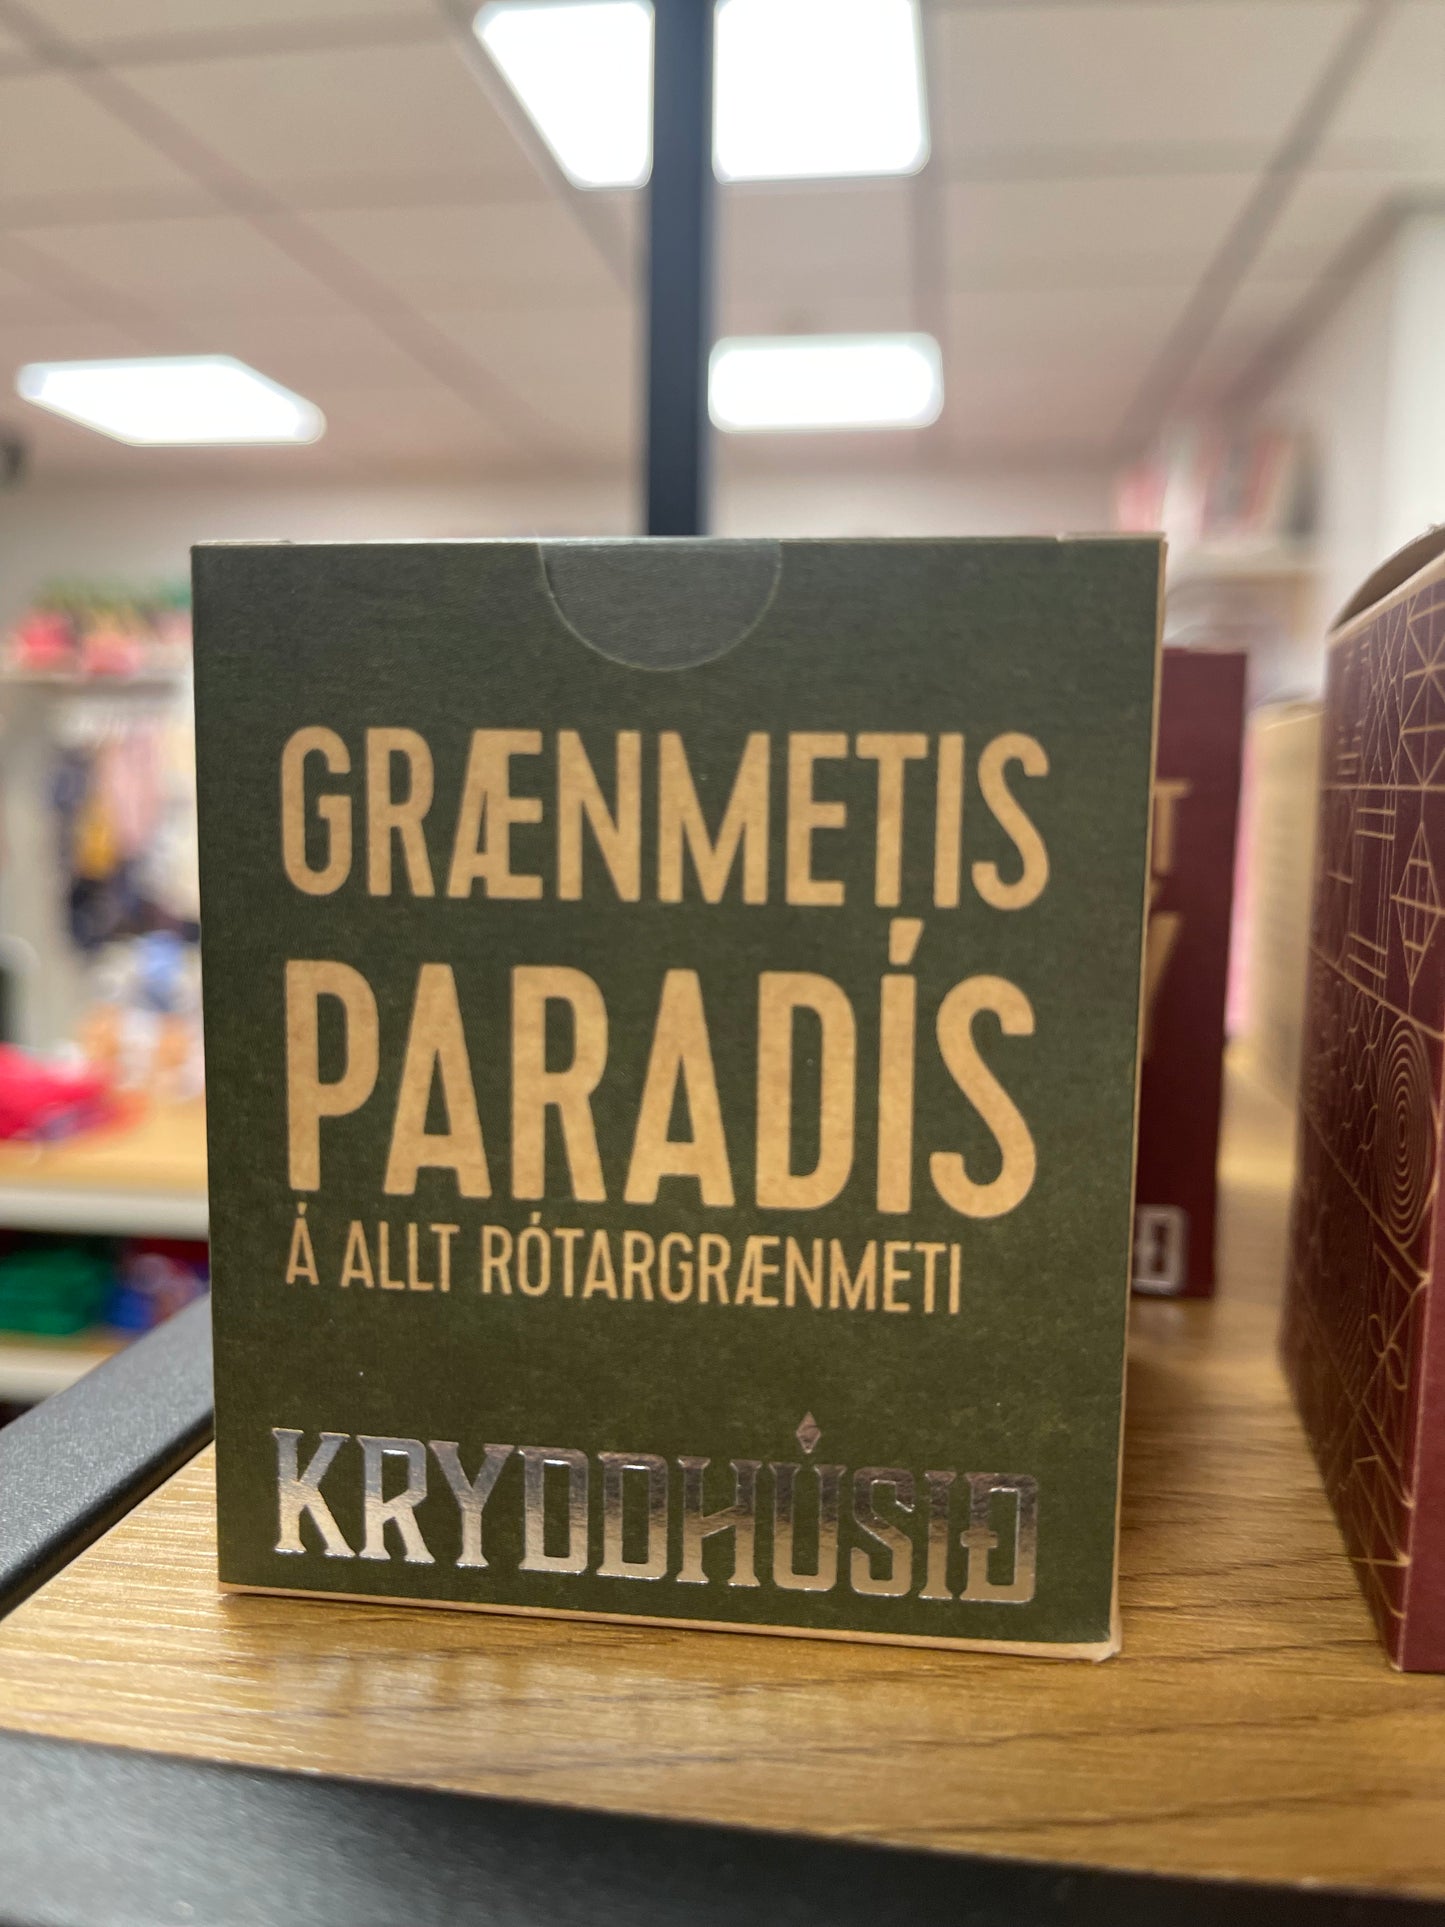 GRÆNMETIS
PARADÍS
Á ALLT RÓTARGRÆNMETI
KRYDDHÚSIÐ